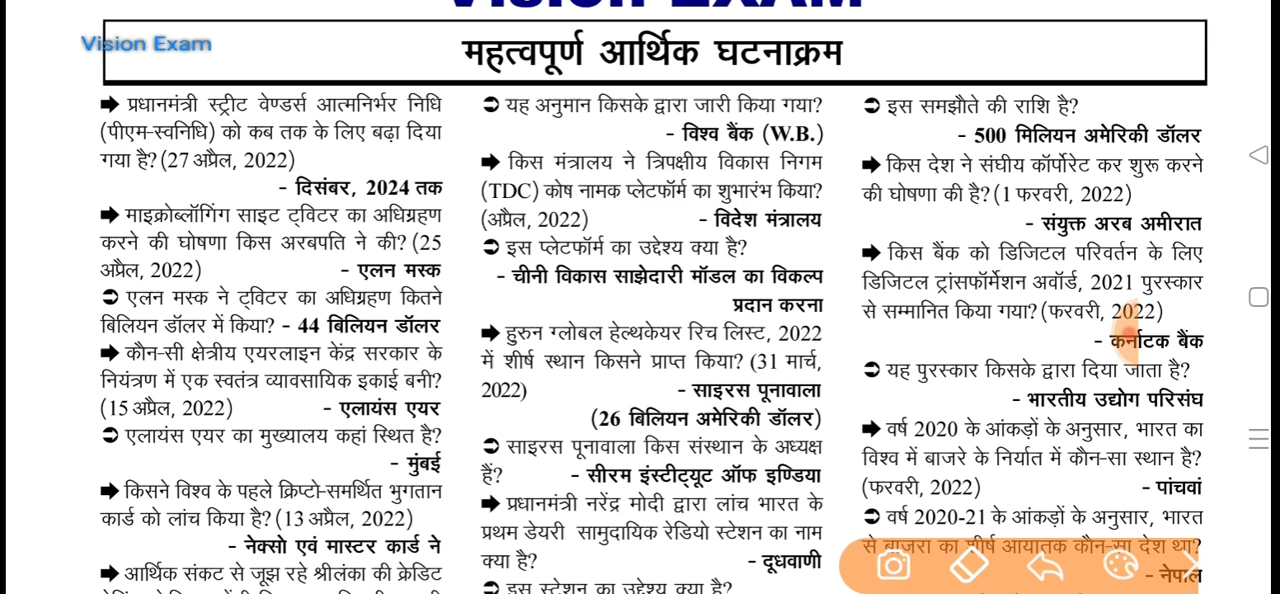 Vision EXAM
Vision Exam
महत्वपूर्ण आर्थिक घटनाक्रम
➡ प्रधानमंत्री स्ट्रीट वेण्डर्स आत्मनिर्भर निधि
(पीएम-स्वनिधि) को कब तक के लिए बढ़ा दिया
गया है? (27 अप्रैल, 2022)
- दिसंबर, 2024 तक
➡ माइक्रोब्लॉगिंग साइट ट्विटर का अधिग्रहण
करने की घोषणा किस अरबपति ने की? (25
अप्रैल, 2022) - एलन मस्क
➲ एलन मस्क ने ट्विटर का अधिग्रहण कितने
बिलियन डॉलर में किया? - 44 बिलियन डॉलर
➡ कौन-सी क्षेत्रीय एयरलाइन केंद्र सरकार के
नियंत्रण में एक स्वतंत्र व्यावसायिक इकाई बनी?
(15 अप्रैल, 2022) - एलायंस एयर
➲ एलायंस एयर का मुख्यालय कहां स्थित है?
- मुंबई
➡ किसने विश्व के पहले क्रिप्टो-समर्थित भुगतान
कार्ड को लांच किया है? (13 अप्रैल, 2022)
- नेक्सो एवं मास्टर कार्ड ने
➡ आर्थिक संकट से जूझ रहे श्रीलंका की क्रेडिट
➲ यह अनुमान किसके द्वारा जारी किया गया?
- विश्व बैंक (W.B.)
➡ किस मंत्रालय ने त्रिपक्षीय विकास निगम
(TDC) कोष नामक प्लेटफॉर्म का शुभारंभ किया?
(अप्रैल, 2022) - विदेश मंत्रालय
➲ इस प्लेटफॉर्म का उद्देश्य क्या है?
- चीनी विकास साझेदारी मॉडल का विकल्प
प्रदान करना
➡ हुरुन ग्लोबल हेल्थकेयर रिच लिस्ट, 2022
में शीर्ष स्थान किसने प्राप्त किया? (31 मार्च,
2022) - साइरस पूनावाला
(26 बिलियन अमेरिकी डॉलर)
➲ साइरस पूनावाला किस संस्थान के अध्यक्ष
हैं? - सीरम इंस्टीट्यूट ऑफ इण्डिया
➡ प्रधानमंत्री नरेंद्र मोदी द्वारा लांच भारत के
प्रथम डेयरी सामुदायिक रेडियो स्टेशन का नाम
क्या है? - दूधवाणी
➲ इस स्टेशन का उद्देश्य क्या है?
➲ इस समझौते की राशि है?
- 500 मिलियन अमेरिकी डॉलर
➡ किस देश ने संघीय कॉर्पोरेट कर शुरू करने
की घोषणा की है? (1 फरवरी, 2022)
- संयुक्त अरब अमीरात
➡ किस बैंक को डिजिटल परिवर्तन के लिए
डिजिटल ट्रांसफॉर्मेशन अवॉर्ड, 2021 पुरस्कार
से सम्मानित किया गया? (फरवरी, 2022)
- कर्नाटक बैंक
➲ यह पुरस्कार किसके द्वारा दिया जाता है?
- भारतीय उद्योग परिसंघ
➡ वर्ष 2020 के आंकड़ों के अनुसार, भारत का
विश्व में बाजरे के निर्यात में कौन-सा स्थान है?
(फरवरी, 2022) - पांचवां
➲ वर्ष 2020-21 के आंकड़ों के अनुसार, भारत
से बाजरा का शीर्ष आयातक कौन-सा देश था?
- नेपाल